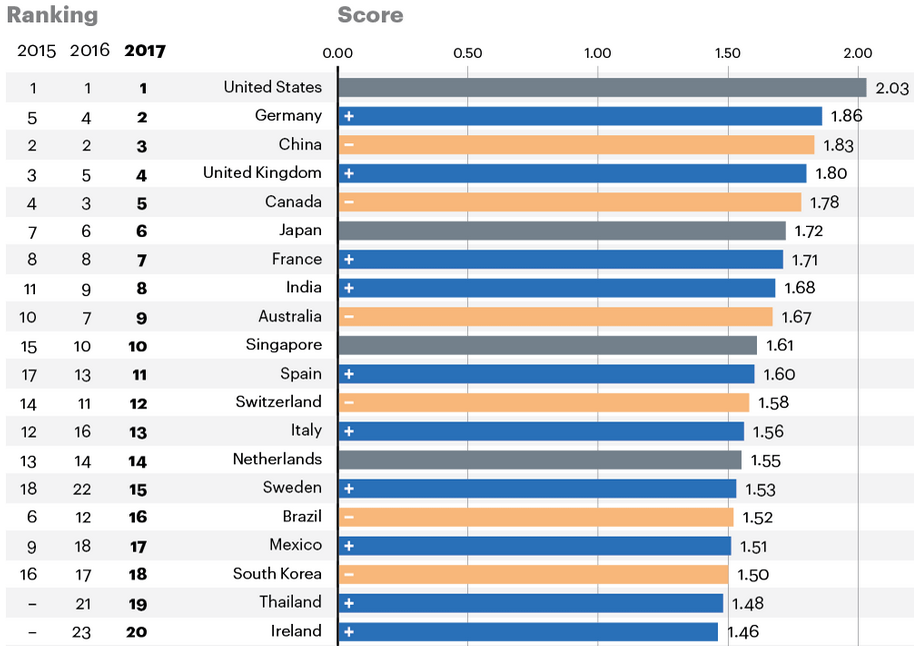 Ranking Score
2015 2016 2017 0.00 0.50 1.00 1.50 2.00
1 1 1 United States 2.03
5 4 2 Germany + 1.86
2 2 3 China – 1.83
3 5 4 United Kingdom + 1.80
4 3 5 Canada – 1.78
7 6 6 Japan 1.72
8 8 7 France + 1.71
11 9 8 India + 1.68
10 7 9 Australia – 1.67
15 10 10 Singapore 1.61
17 13 11 Spain + 1.60
14 11 12 Switzerland – 1.58
12 16 13 Italy + 1.56
13 14 14 Netherlands 1.55
18 22 15 Sweden + 1.53
6 12 16 Brazil – 1.52
9 18 17 Mexico + 1.51
16 17 18 South Korea – 1.50
– 21 19 Thailand + 1.48
– 23 20 Ireland + 1.46